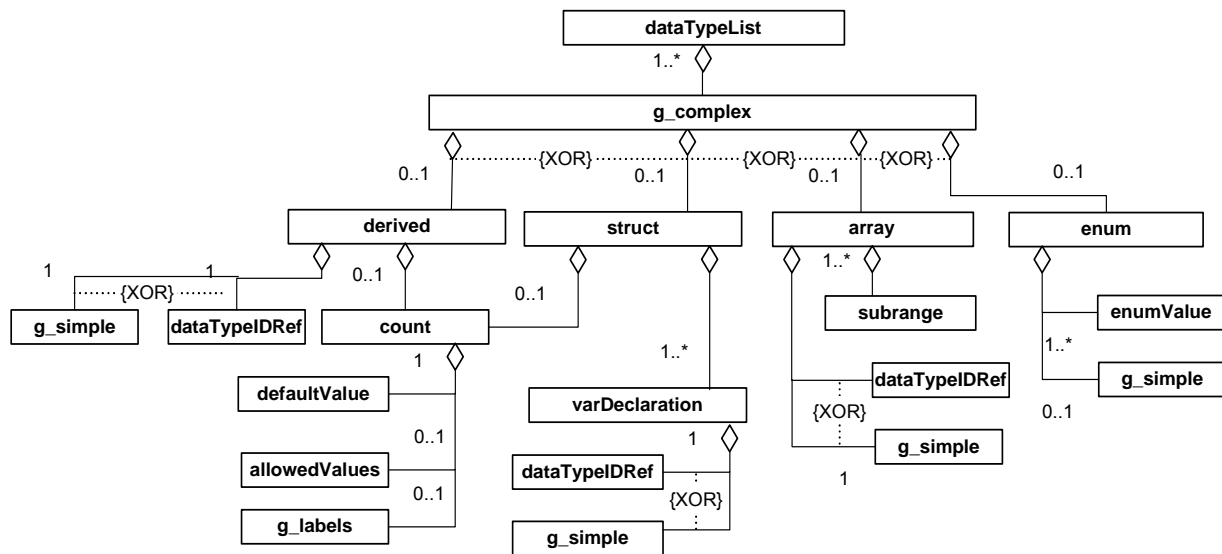 dataTypeList
1..*
g_complex
{XOR}
{XOR}
{XOR}
0..1
0..1
0..1
0..1
derived
struct
array
enum
1
1
0..1
0..1
1..*
{XOR}
g_simple
dataTypeIDRef
count
subrange
enumValue
1
1..*
1..*
defaultValue
varDeclaration
dataTypeIDRef
g_simple
0..1
1
{XOR}
0..1
allowedValues
dataTypeIDRef
g_simple
0..1
{XOR}
1
g_labels
g_simple